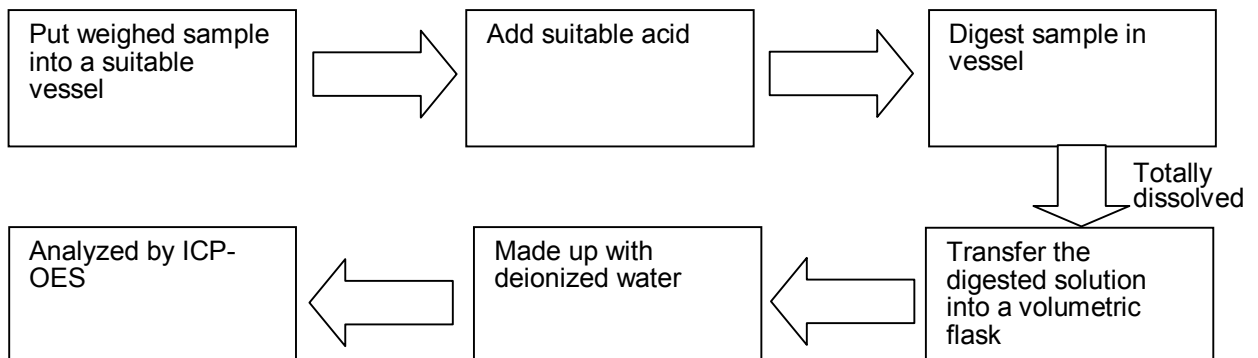 Put weighed sample
into a suitable
vessel
Add suitable acid
Digest sample in
vessel
Totally
dissolved
Transfer the
digested solution
into a volumetric
flask
Made up with
deionized water
Analyzed by ICP-
OES